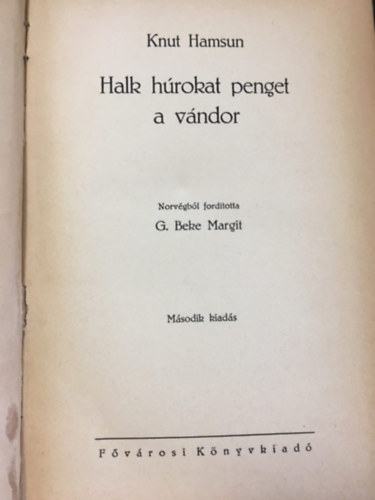 Knut Hamsun
Halk húrokat penget
a vándor
Norvégből fordította
G. Beke Margit
Második kiadás
Fővárosi Könyvkiadó